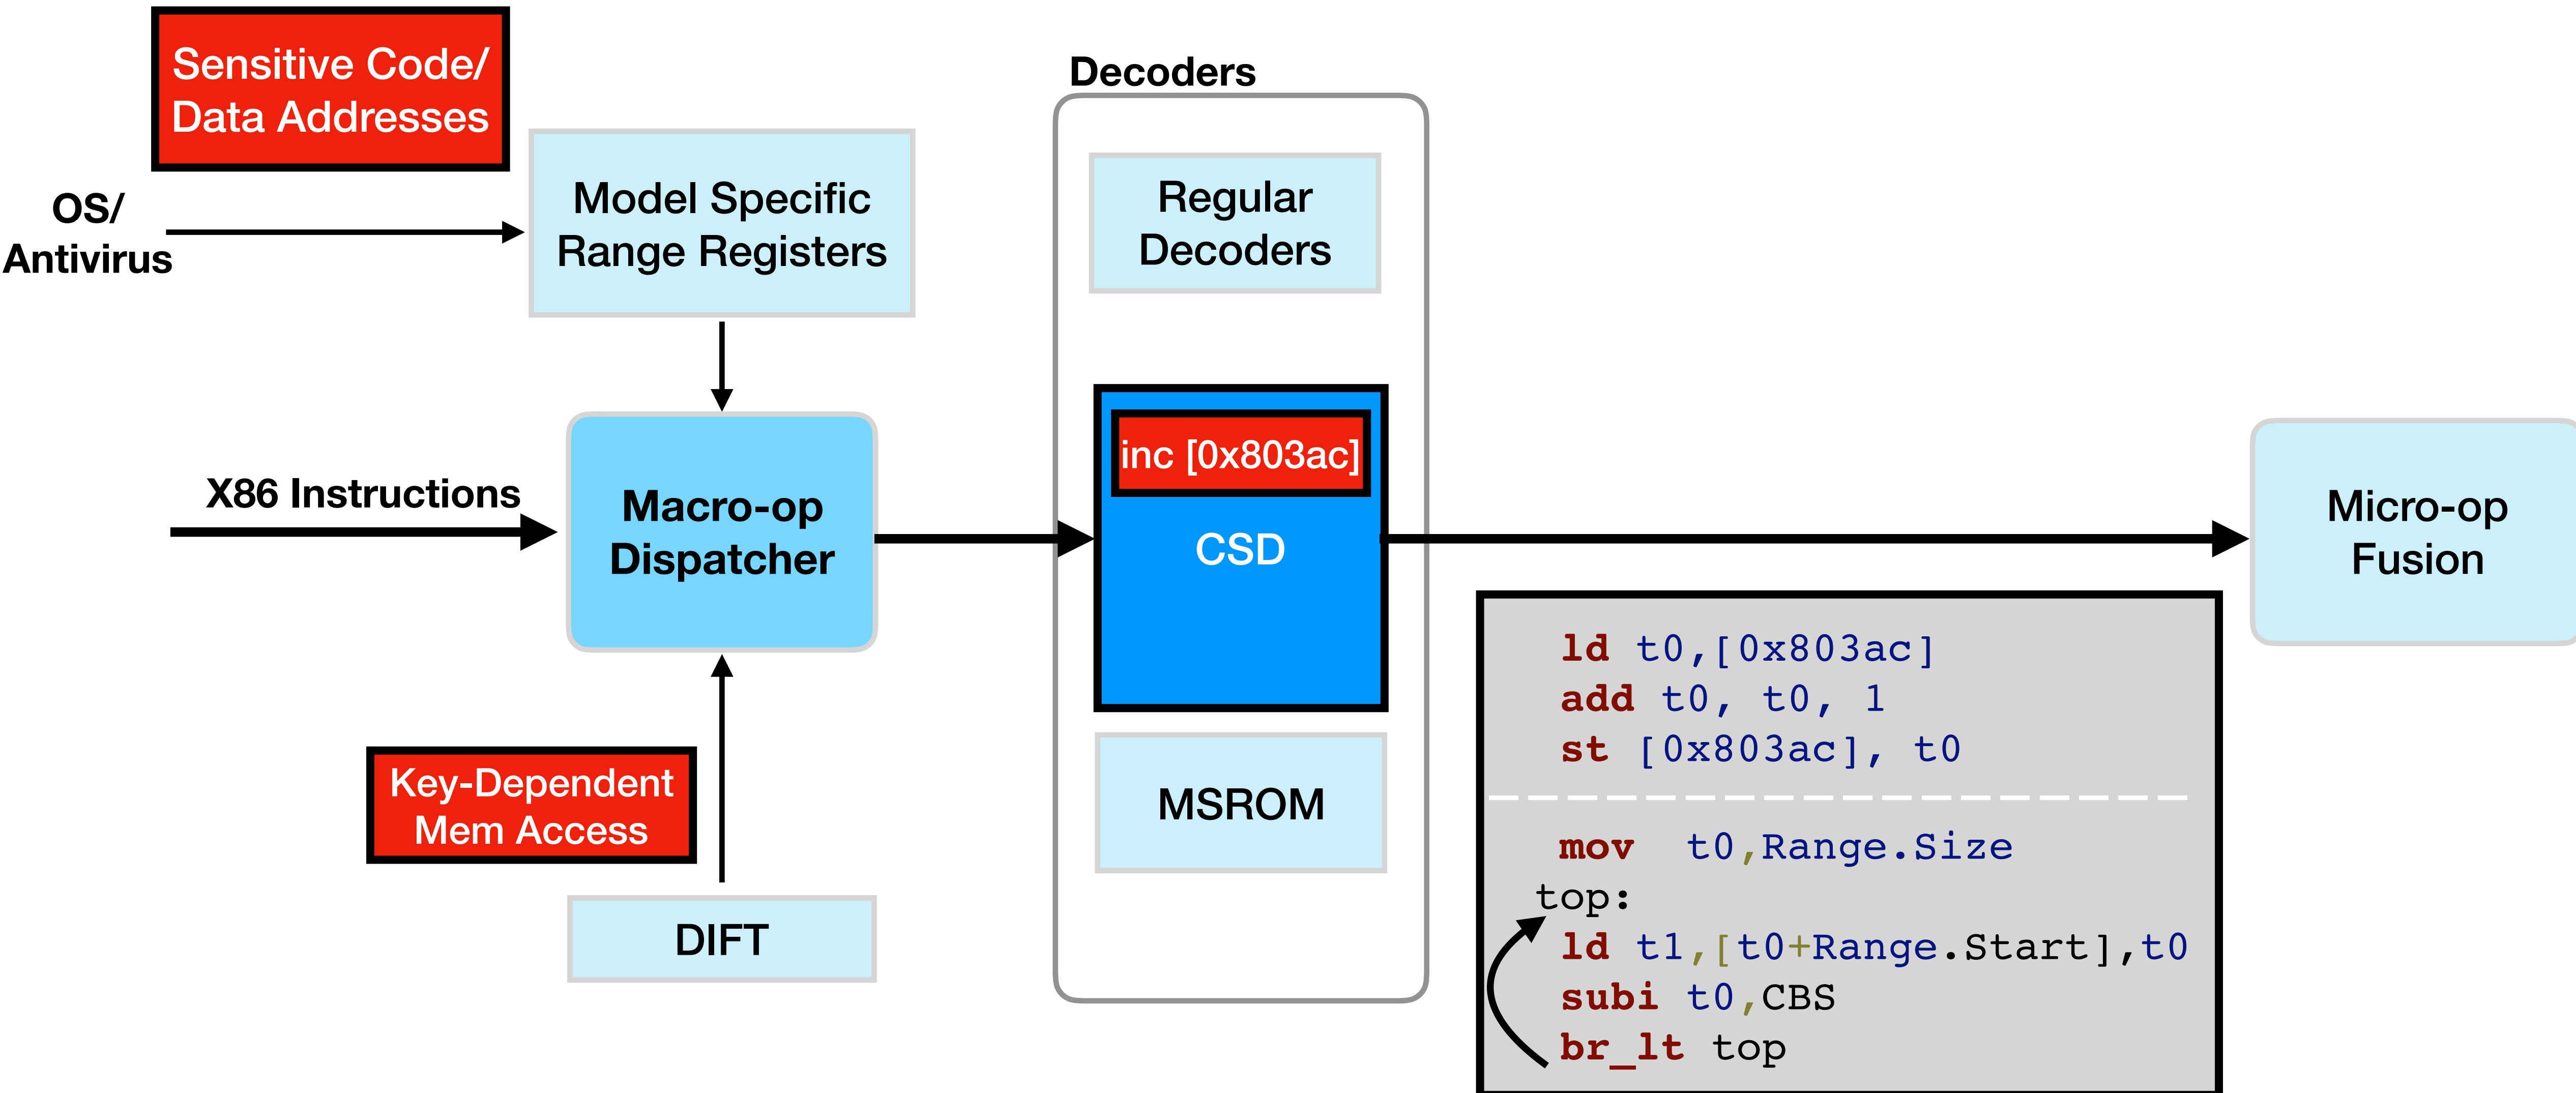 Sensitive Code/
Data Addresses
OS/
Antivirus
Model Specific
Range Registers
X86 Instructions
Macro-op
Dispatcher
Key-Dependent
Mem Access
DIFT
Decoders
Regular
Decoders
inc [0x803ac]
CSD
MSROM
ld t0,[0x803ac]
add t0, t0, 1
st [0x803ac], t0
mov  t0,Range.Size
top:
ld t1,[t0+Range.Start],t0
subi t0,CBS
br_lt top
Micro-op
Fusion